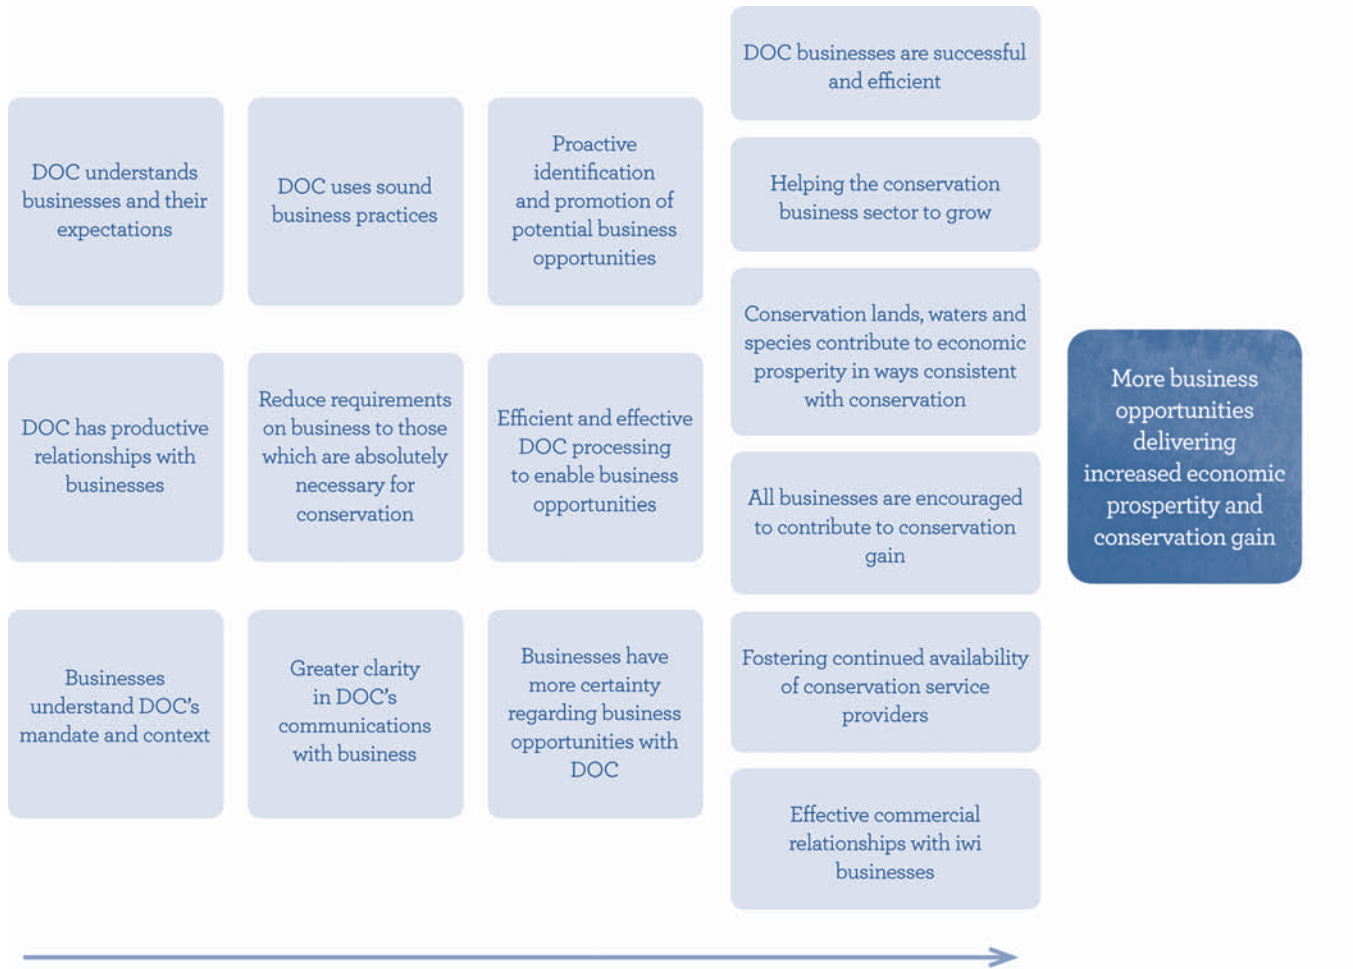 DOC understands
businesses and their
expectations
DOC has productive
relationships with
businesses
Businesses
understand DOC's
mandate and context
DOC uses sound
business practices
Reduce requirements
on business to those
which are absolutely
necessary for
conservation
Greater clarity
in DOC's
communications
with business
Proactive
identification
and promotion of
potential business
opportunities
Efficient and effective
DOC processing
to enable business
opportunities
Businesses have
more certainty
regarding business
opportunities with
DOC
DOC businesses are successful
and efficient
Helping the conservation
business sector to grow
Conservation lands, waters and
species contribute to economic
prosperity in ways consistent
with conservation
All businesses are encouraged
to contribute to conservation
gain
Fostering continued availability
of conservation service
providers
Effective commercial
relationships with iwi
businesses
More business
opportunities
delivering
increased economic
prospertity and
conservation gain